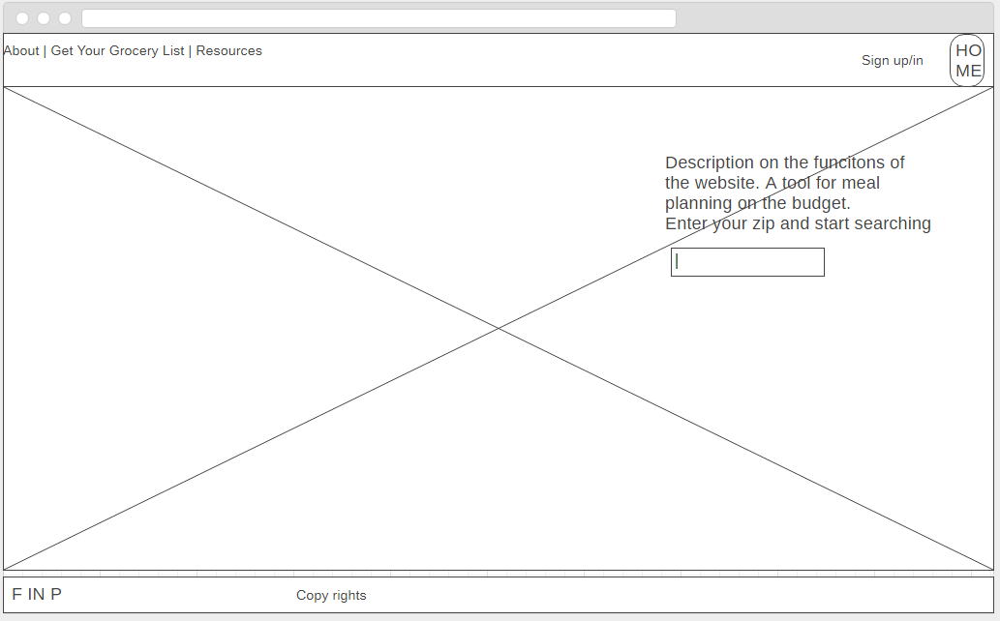 About | Get Your Grocery List | Resources
Sign up/in
HO
ME
Description on the funcitons of
the website. A tool for meal
planning on the budget.
Enter your zip and start searching
F IN P
Copy rights